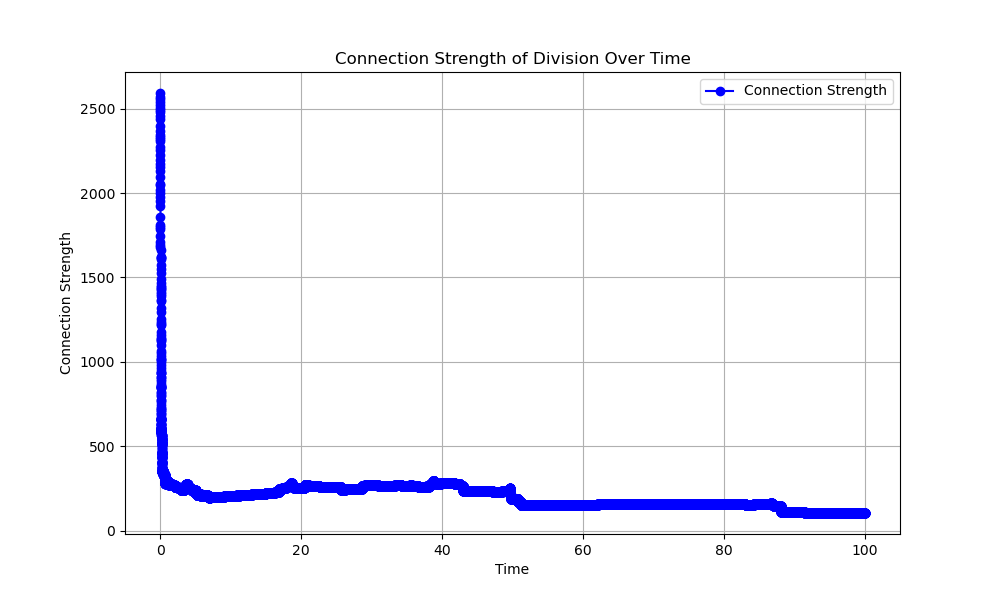 Connection Strength of Division Over Time
Connection Strength
2500
2000
1500
1000
500
0
Connection Strength
0 20 40 60 80 100
Time